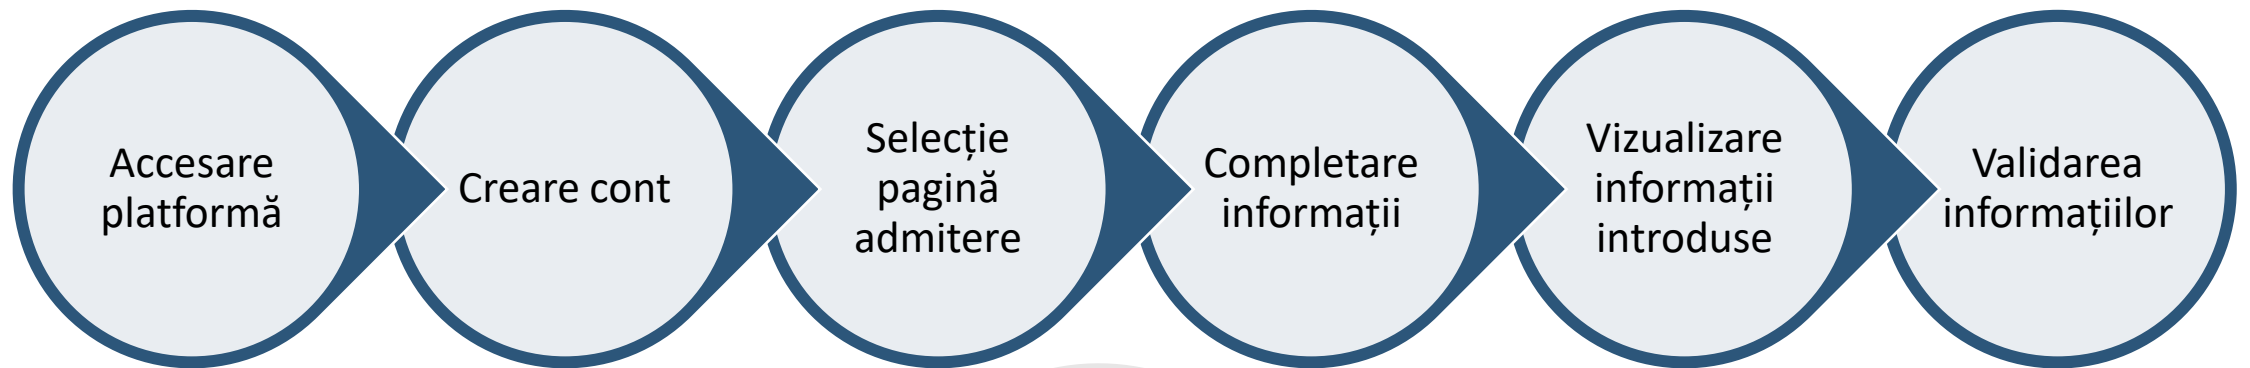 Accesare
platformă
Creare cont
Selecție
pagină
admitere
Completare
informații
Vizualizare
informații
introduse
Validarea
informațiilor